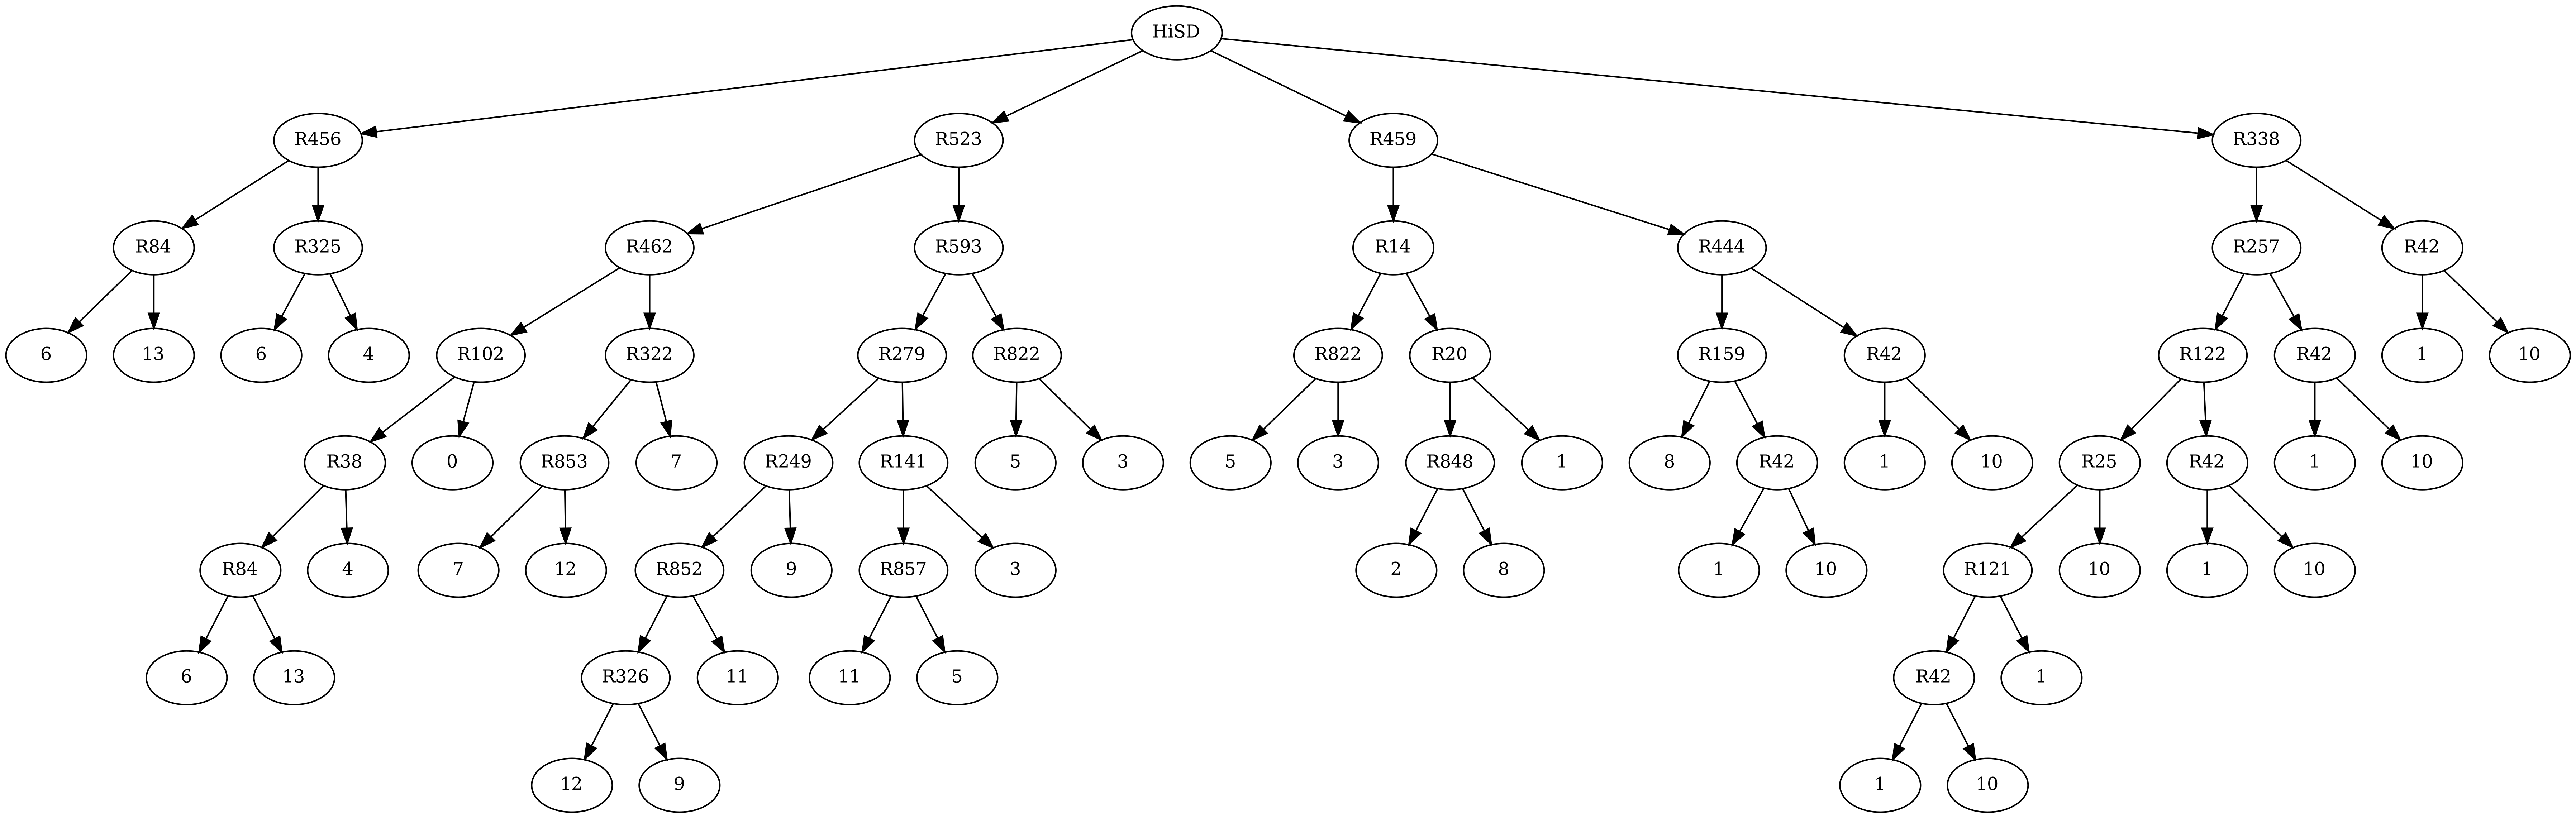 HiSD
R456 R523 R459 R338
R84 R325 R462 R593 R14 R444 R257 R42
6 13 6 4 R102 R322 R279 R822 R822 R20 R159 R42 R122 R42 1 10
R38 0 R853 7 R249 R141 5 3 5 3 R848 1 8 R42 1 10 R25 R42 1 10
R84 4 7 12 R852 9 R857 3 2 8 1 10 R121 10 1 10
6 13 R326 11 11 5 R42 1
12 9 1 10